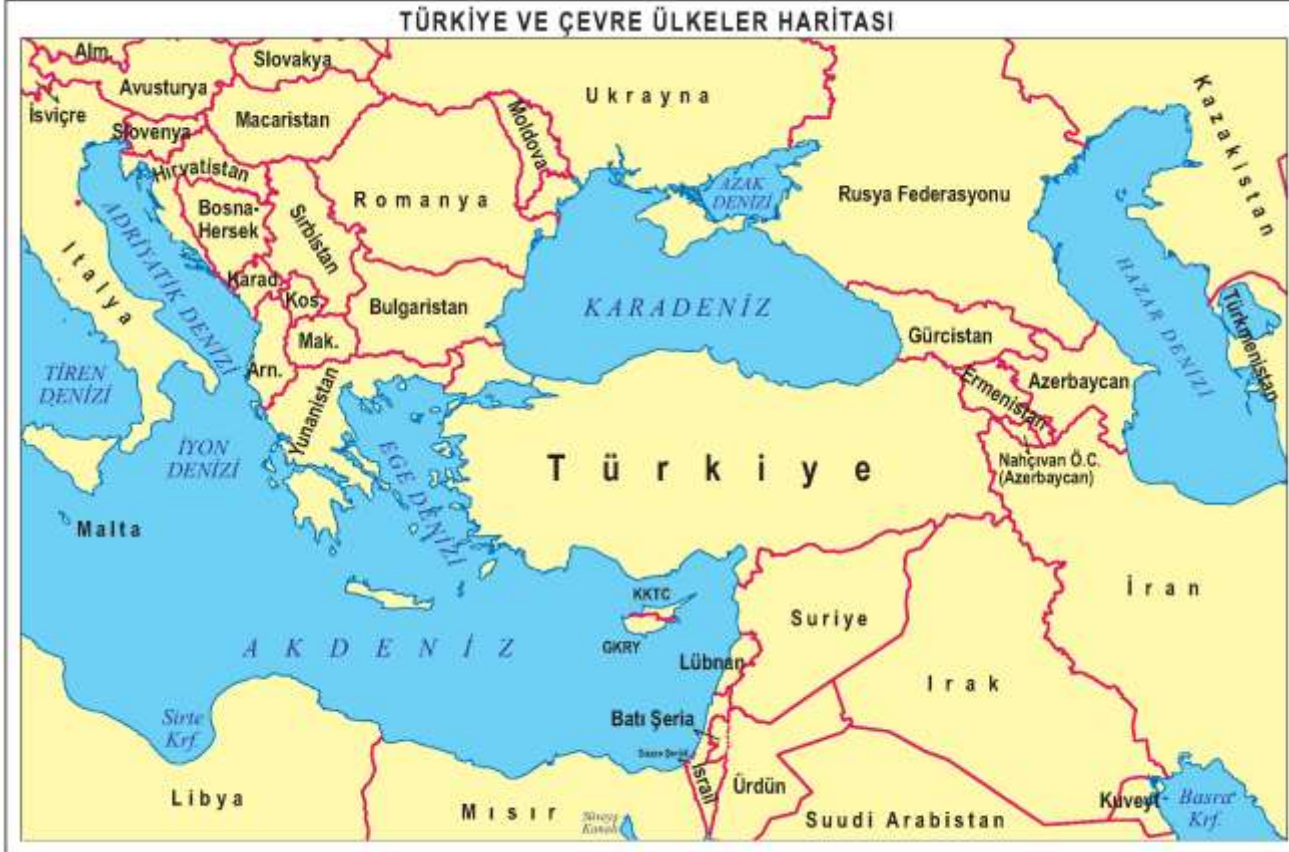 TÜRKİYE VE ÇEVRE ÜLKELER HARİTASI
Alm.
Slovakya
Avusturya
Ukrayna
Kazakistan
İsviçre
Macaristan
Moldova
Slovenya
Hırvatistan
AZAK
DENİZİ
Rusya Federasyonu
Romanya
Bosna-
Hersek
Sırbistan
İtalya
ADRİYATİK DENİZİ
HAZAR DENİZİ
Karad.
Kos.
Bulgaristan
KARADENİZ
Türkmenistan
Gürcistan
Mak.
Arn.
TİREN
DENİZİ
Yunanistan
Ermenistan
Azerbaycan
İYON
DENİZİ
EGE DENİZİ
Türkiye
Nahçıvan Ö.C.
(Azerbaycan)
Malta
İran
KKTC
Suriye
GKRY
AKDENİZ
Lübnan
Irak
Sirte
Krf.
Batı Şeria
İsrail
Ürdün
Libya
Mısır
Kuveyt
Basra
Krf.
Suudi Arabistan